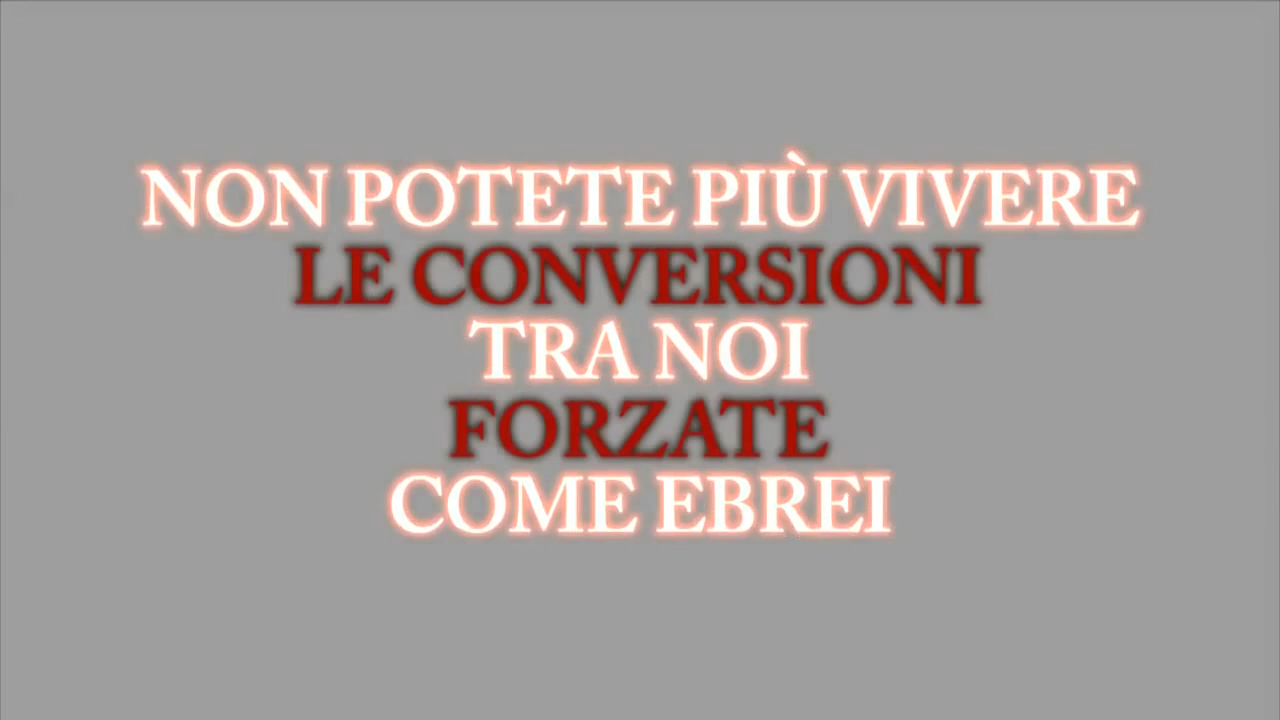 NON POTETE PIÙ VIVERE
LE CONVERSIONI
TRA NOI
FORZATE
COME EBREI